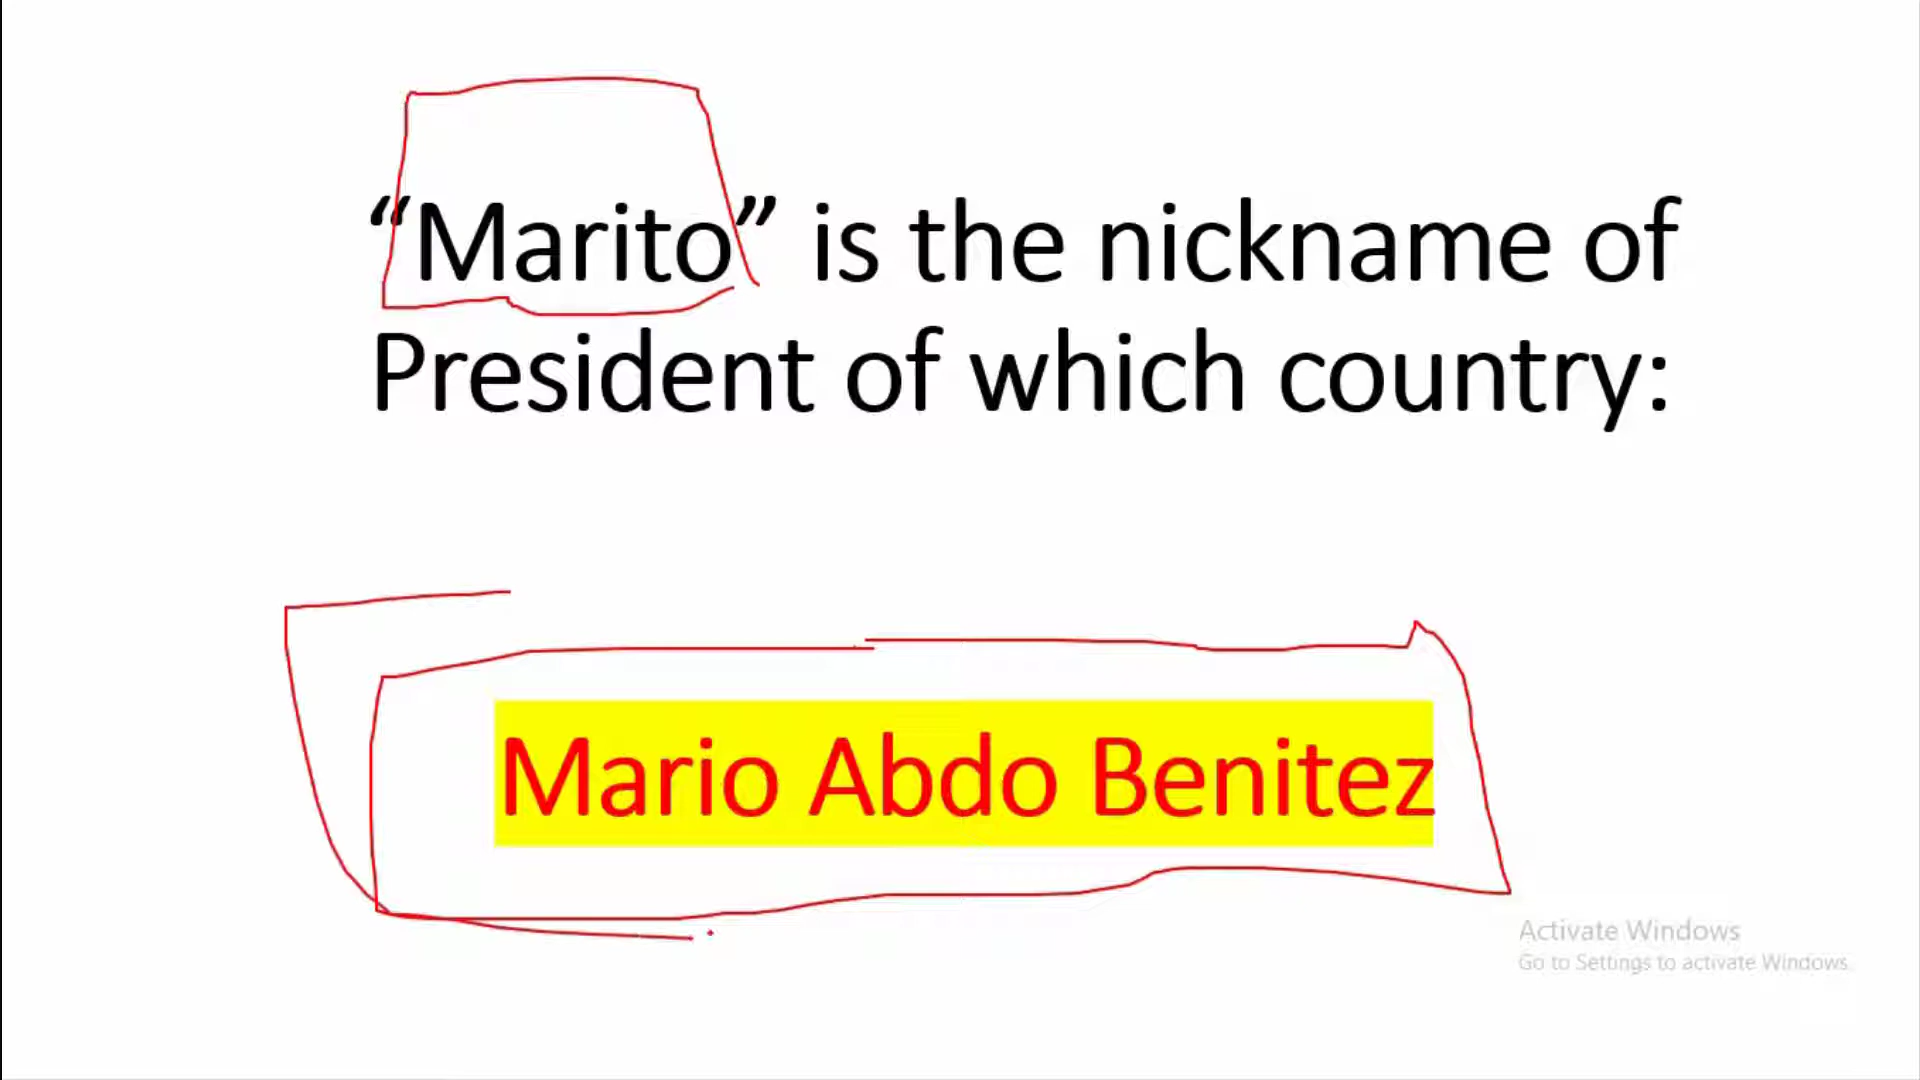 “Marito” is the nickname of
President of which country:
Mario Abdo Benitez
Activate Windows
Go to Settings to activate Windows.